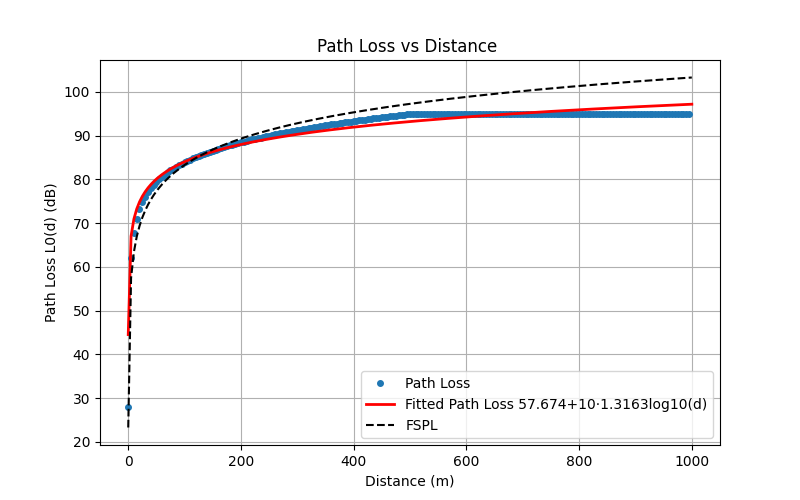 Path Loss vs Distance
Path Loss L0(d) (dB)
100
90
80
70
60
50
40
30
20
Path Loss
Fitted Path Loss 57.674+10·1.3163log10(d)
FSPL
0 200 400 600 800 1000
Distance (m)